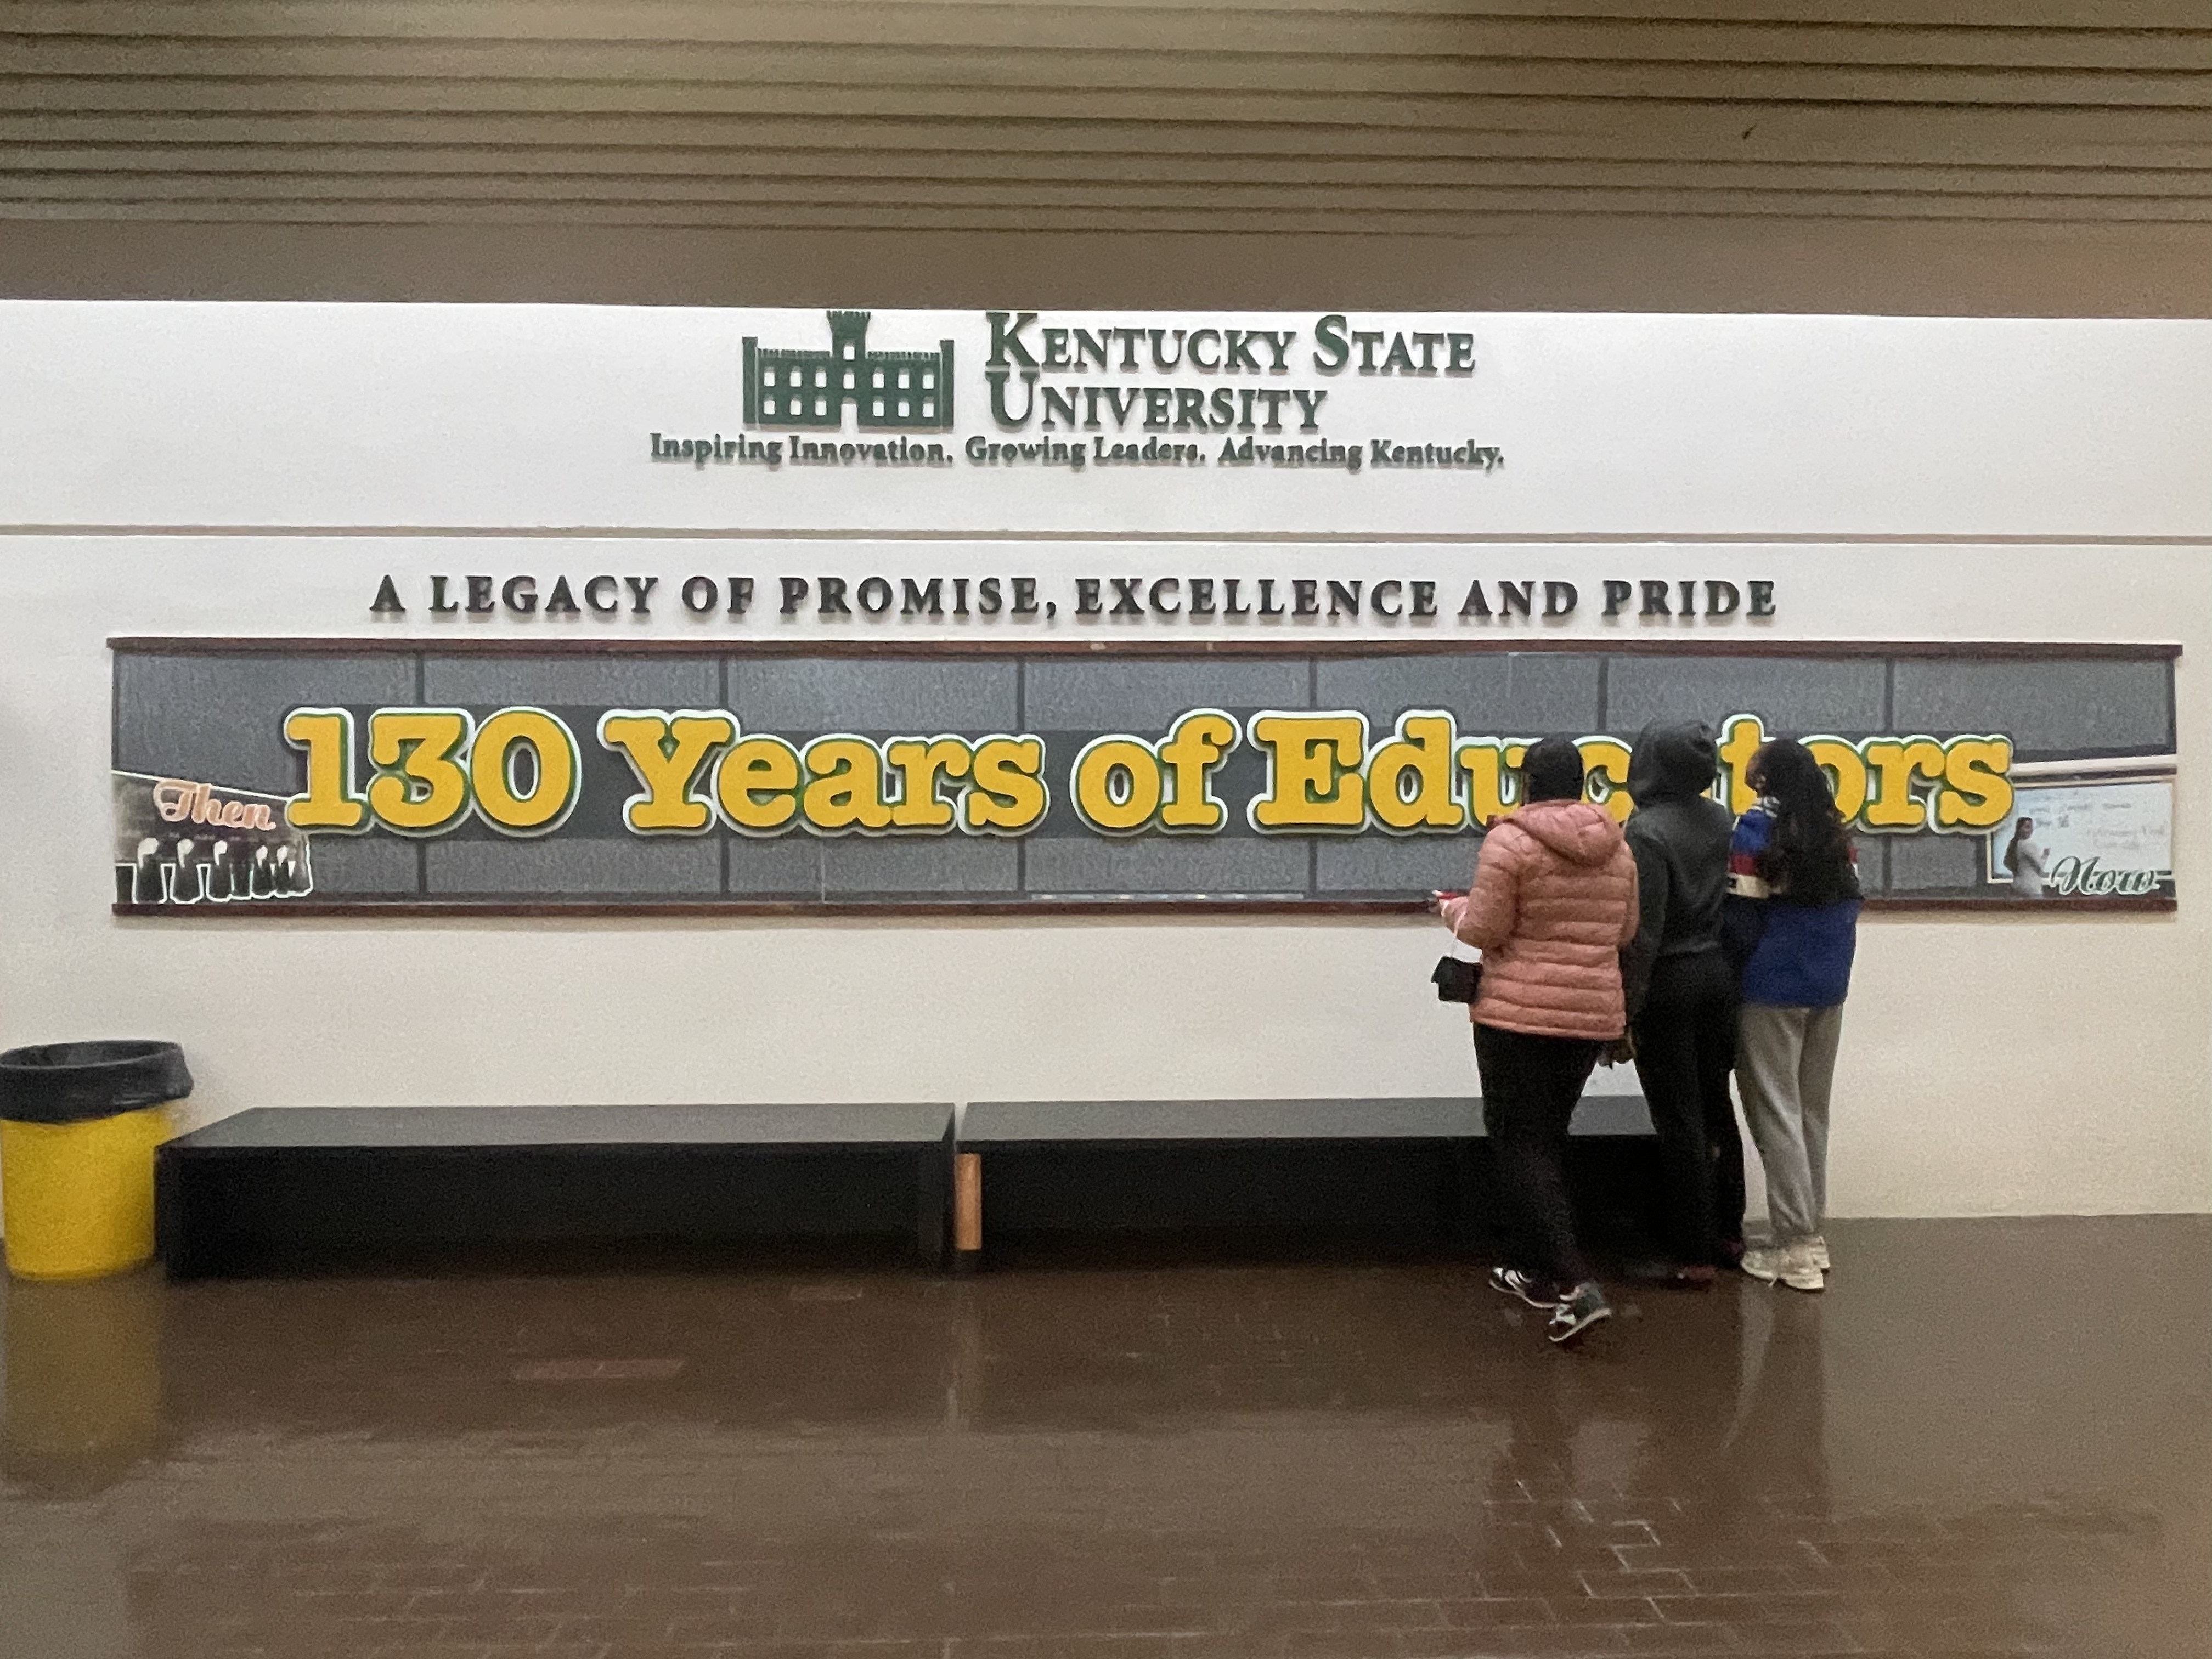 KENTUCKY STATE
UNIVERSITY
Inspiring Innovation. Growing Leaders. Advancing Kentucky.
A LEGACY OF PROMISE, EXCELLENCE AND PRIDE
130 Years of Educators
Then
Now